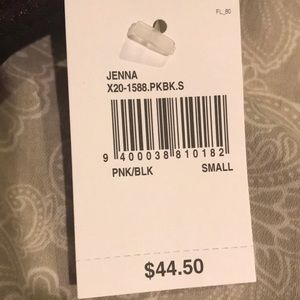 FL_80
JENNA
X20-1588.PKBK.S
9 400038 810182
PNK/BLK SMALL
$44.50